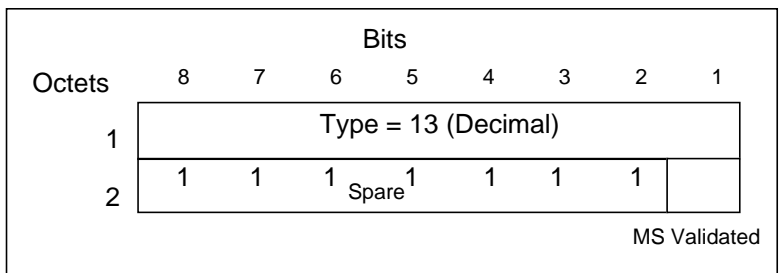 Bits
Octets 8 7 6 5 4 3 2 1
1 Type = 13 (Decimal)
2 1 1 1 Spare 1 1 1 1
MS Validated